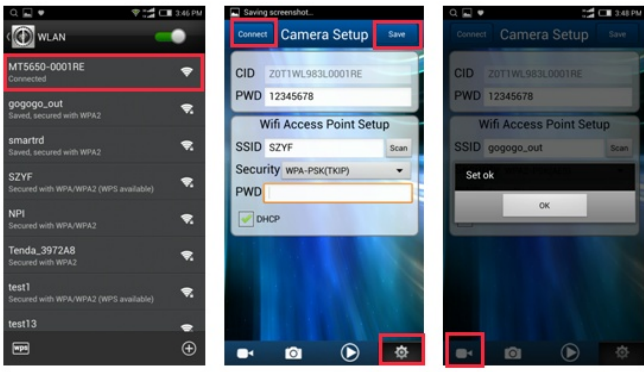 3:46 PM
WLAN
MT5650-0001RE
Connected
gogogo_out
Saved, secured with WPA2
smartrd
Saved, secured with WPA2
SZYF
Secured with WPA/WPA2 (WPS available)
NPI
Secured with WPA/WPA2
Tenda_3972A8
Secured with WPA2
test1
Secured with WPA/WPA2 (WPS available)
test13
wps
Saving screenshot...
Connect Camera Setup Save
CID Z0T1WL983L0001RE
PWD 12345678
Wifi Access Point Setup
SSID SZYF Scan
Security WPA-PSK(TKIP)
PWD
DHCP
3:48 PM
Connect Camera Setup Save
CID Z0T1WL983L0001RE
PWD 12345678
Wifi Access Point Setup
SSID gogogo_out Scan
Set ok
OK